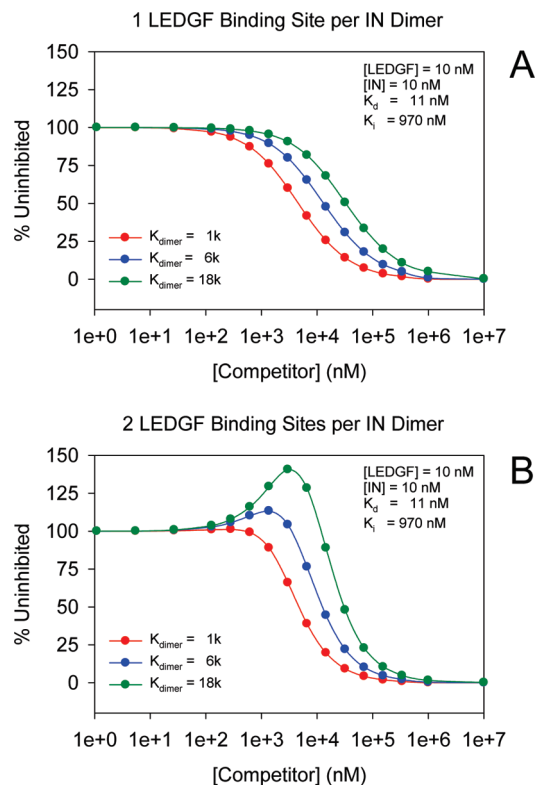 1 LEDGF Binding Site per IN Dimer
A
150
125
100
75
50
25
0
% Uninhibited
[LEDGF] = 10 nM
[IN] = 10 nM
Kd = 11 nM
Ki = 970 nM
Kdimer = 1k
Kdimer = 6k
Kdimer = 18k
1e+0 1e+1 1e+2 1e+3 1e+4 1e+5 1e+6 1e+7
[Competitor] (nM)
2 LEDGF Binding Sites per IN Dimer
B
150
125
100
75
50
25
0
% Uninhibited
[LEDGF] = 10 nM
[IN] = 10 nM
Kd = 11 nM
Ki = 970 nM
Kdimer = 1k
Kdimer = 6k
Kdimer = 18k
1e+0 1e+1 1e+2 1e+3 1e+4 1e+5 1e+6 1e+7
[Competitor] (nM)